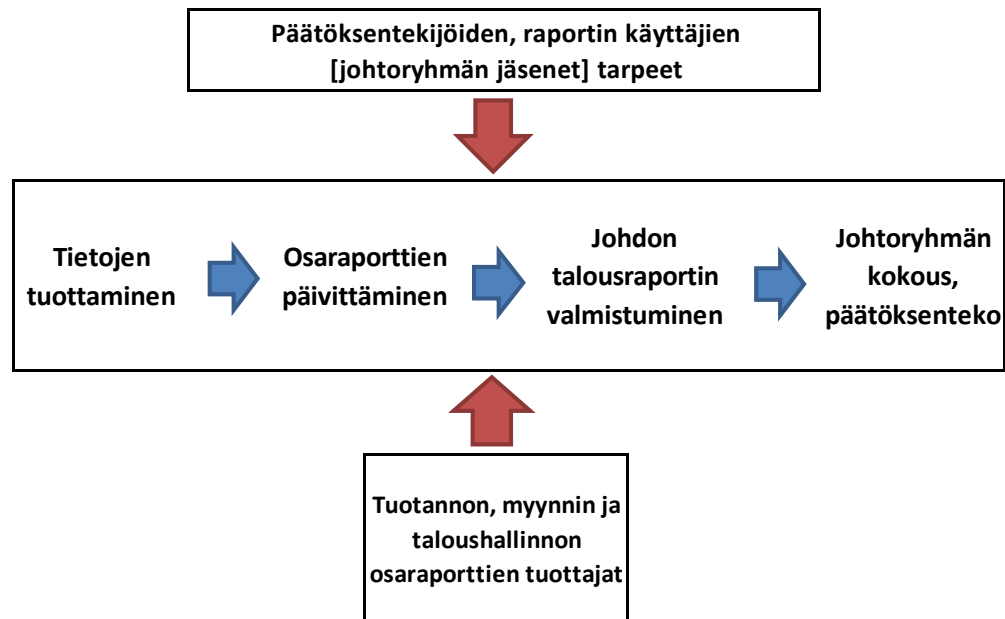 Päätöksentekijöiden, raportin käyttäjien
[johtoryhmän jäsenet] tarpeet
Tietojen
tuottaminen
Osaraporttien
päivittäminen
Johdon
talousraportin
valmistuminen
Johtoryhmän
kokous,
päätöksenteko
Tuotannon, myynnin ja
taloushallinnon
osaraporttien tuottajat